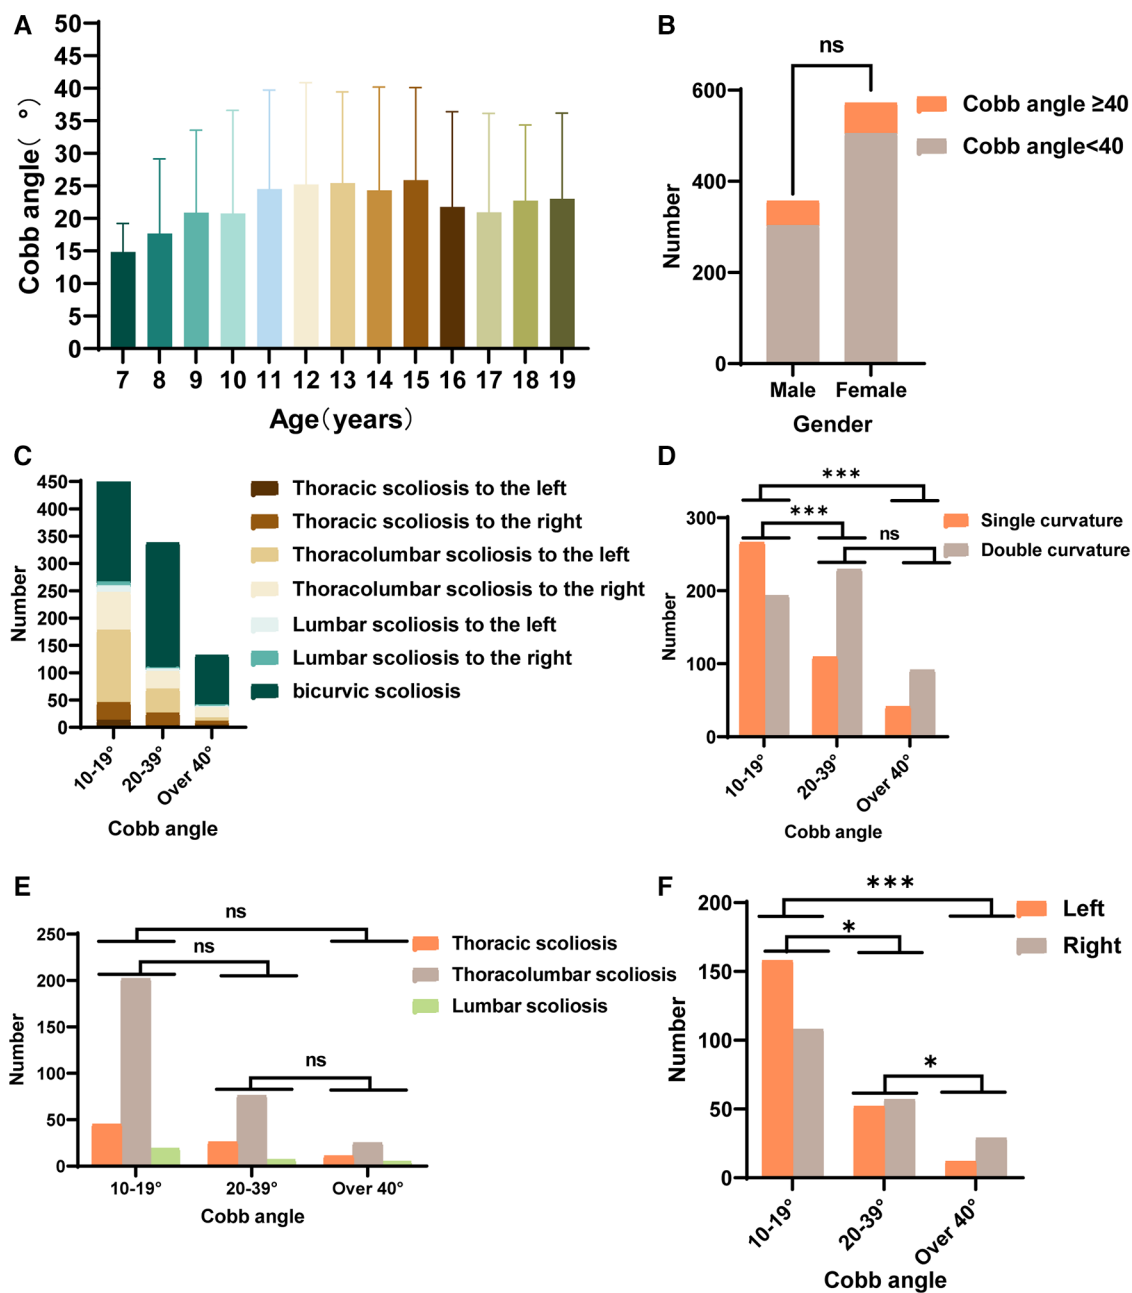 A
50
45
40
35
30
25
20
15
10
5
0
Cobb angle( °)
7 8 9 10 11 12 13 14 15 16 17 18 19
Age(years)
B
ns
600
400
200
0
Number
Male Female
Gender
Cobb angle ≥40
Cobb angle<40
C
450
400
350
300
250
200
150
100
50
0
Number
10-19° 20-39° Over 40°
Cobb angle
Thoracic scoliosis to the left
Thoracic scoliosis to the right
Thoracolumbar scoliosis to the left
Thoracolumbar scoliosis to the right
Lumbar scoliosis to the left
Lumbar scoliosis to the right
bicurvic scoliosis
D
***
***
ns
300
200
100
0
Number
10-19° 20-39° Over 40°
Cobb angle
Single curvature
Double curvature
E
ns
ns
ns
250
200
150
100
50
0
Number
10-19° 20-39° Over 40°
Cobb angle
Thoracic scoliosis
Thoracolumbar scoliosis
Lumbar scoliosis
F
***
*
*
200
150
100
50
0
Number
10-19° 20-39° Over 40°
Cobb angle
Left
Right